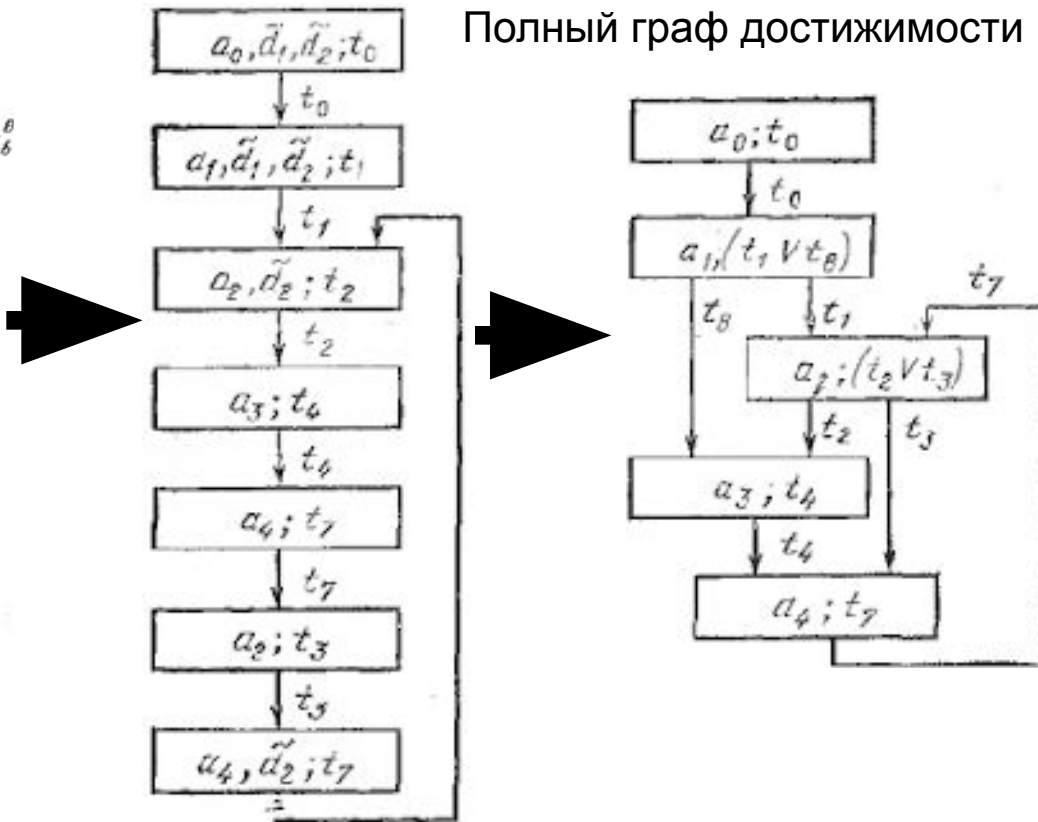 Полный граф достижимости
a₀, d̃₁, d̃₂; t₀
t₀
a₁, d̃₁, d̃₂; t₁
t₁
a₂, d̃₂; t₂
t₂
a₃; t₄
t₄
a₄; t₇
t₇
a₂; t₃
t₃
a₄, d̃₂; t₇
a₀; t₀
t₀
a₁, (t₁ ∨ t₈)
t₈
t₁
t₇
a₂; (t₂ ∨ t₃)
t₂
t₃
a₃; t₄
t₄
a₄; t₇